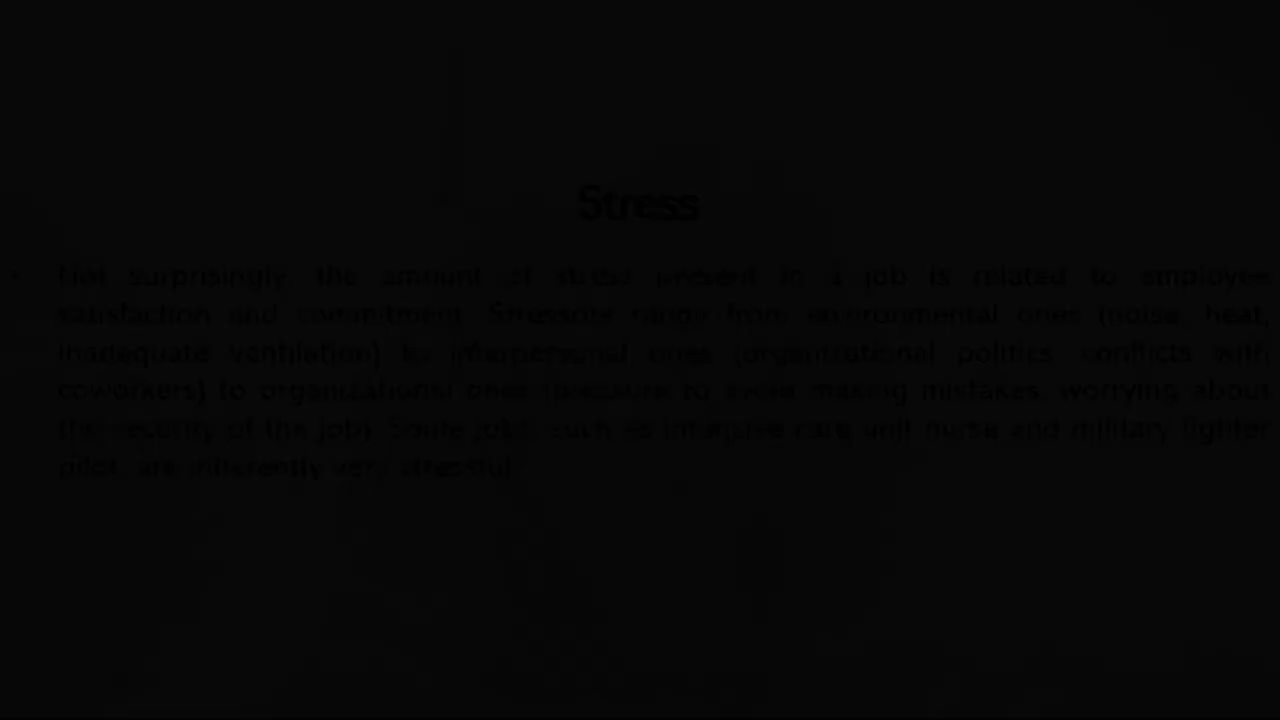 Stress
Not surprisingly, the amount of stress present in a job is related to employee
satisfaction and commitment. Stressors range from environmental ones (noise, heat,
inadequate ventilation) to interpersonal ones (organizational politics, conflicts with
coworkers) to organizational ones (pressure to avoid making mistakes, worrying about
the security of the job). Some jobs, such as intensive care unit nurse and military fighter
pilot, are inherently very stressful.